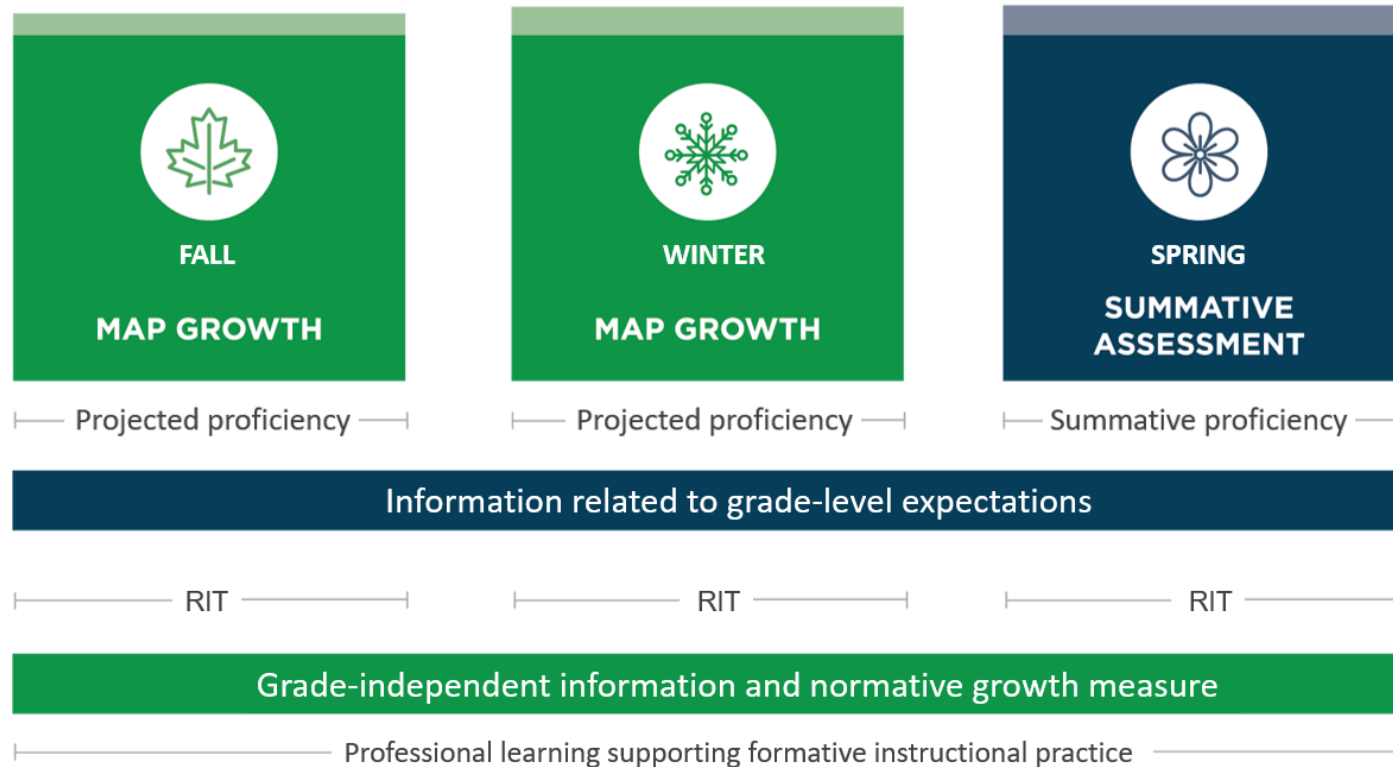 FALL
MAP GROWTH
WINTER
MAP GROWTH
SPRING
SUMMATIVE
ASSESSMENT
Projected proficiency
Projected proficiency
Summative proficiency
Information related to grade-level expectations
RIT
RIT
RIT
Grade-independent information and normative growth measure
Professional learning supporting formative instructional practice